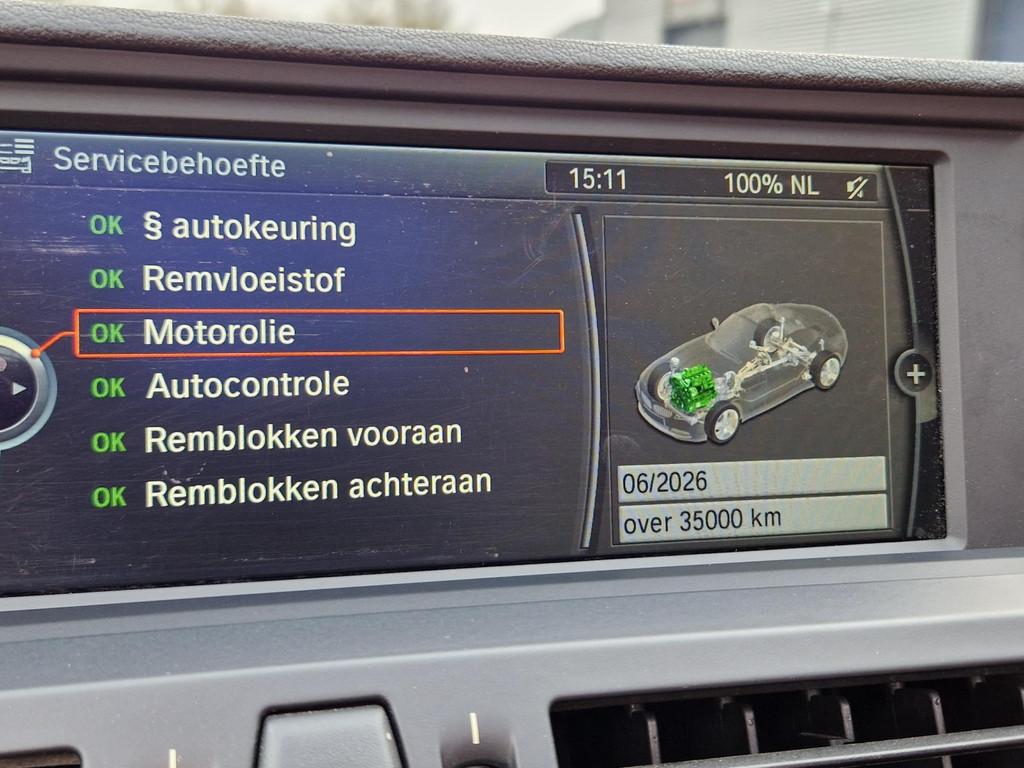 Servicebehoefte
15:11
100% NL
OK § autokeuring
OK Remvloeistof
OK Motorolie
OK Autocontrole
OK Remblokken vooraan
OK Remblokken achteraan
06/2026
over 35000 km